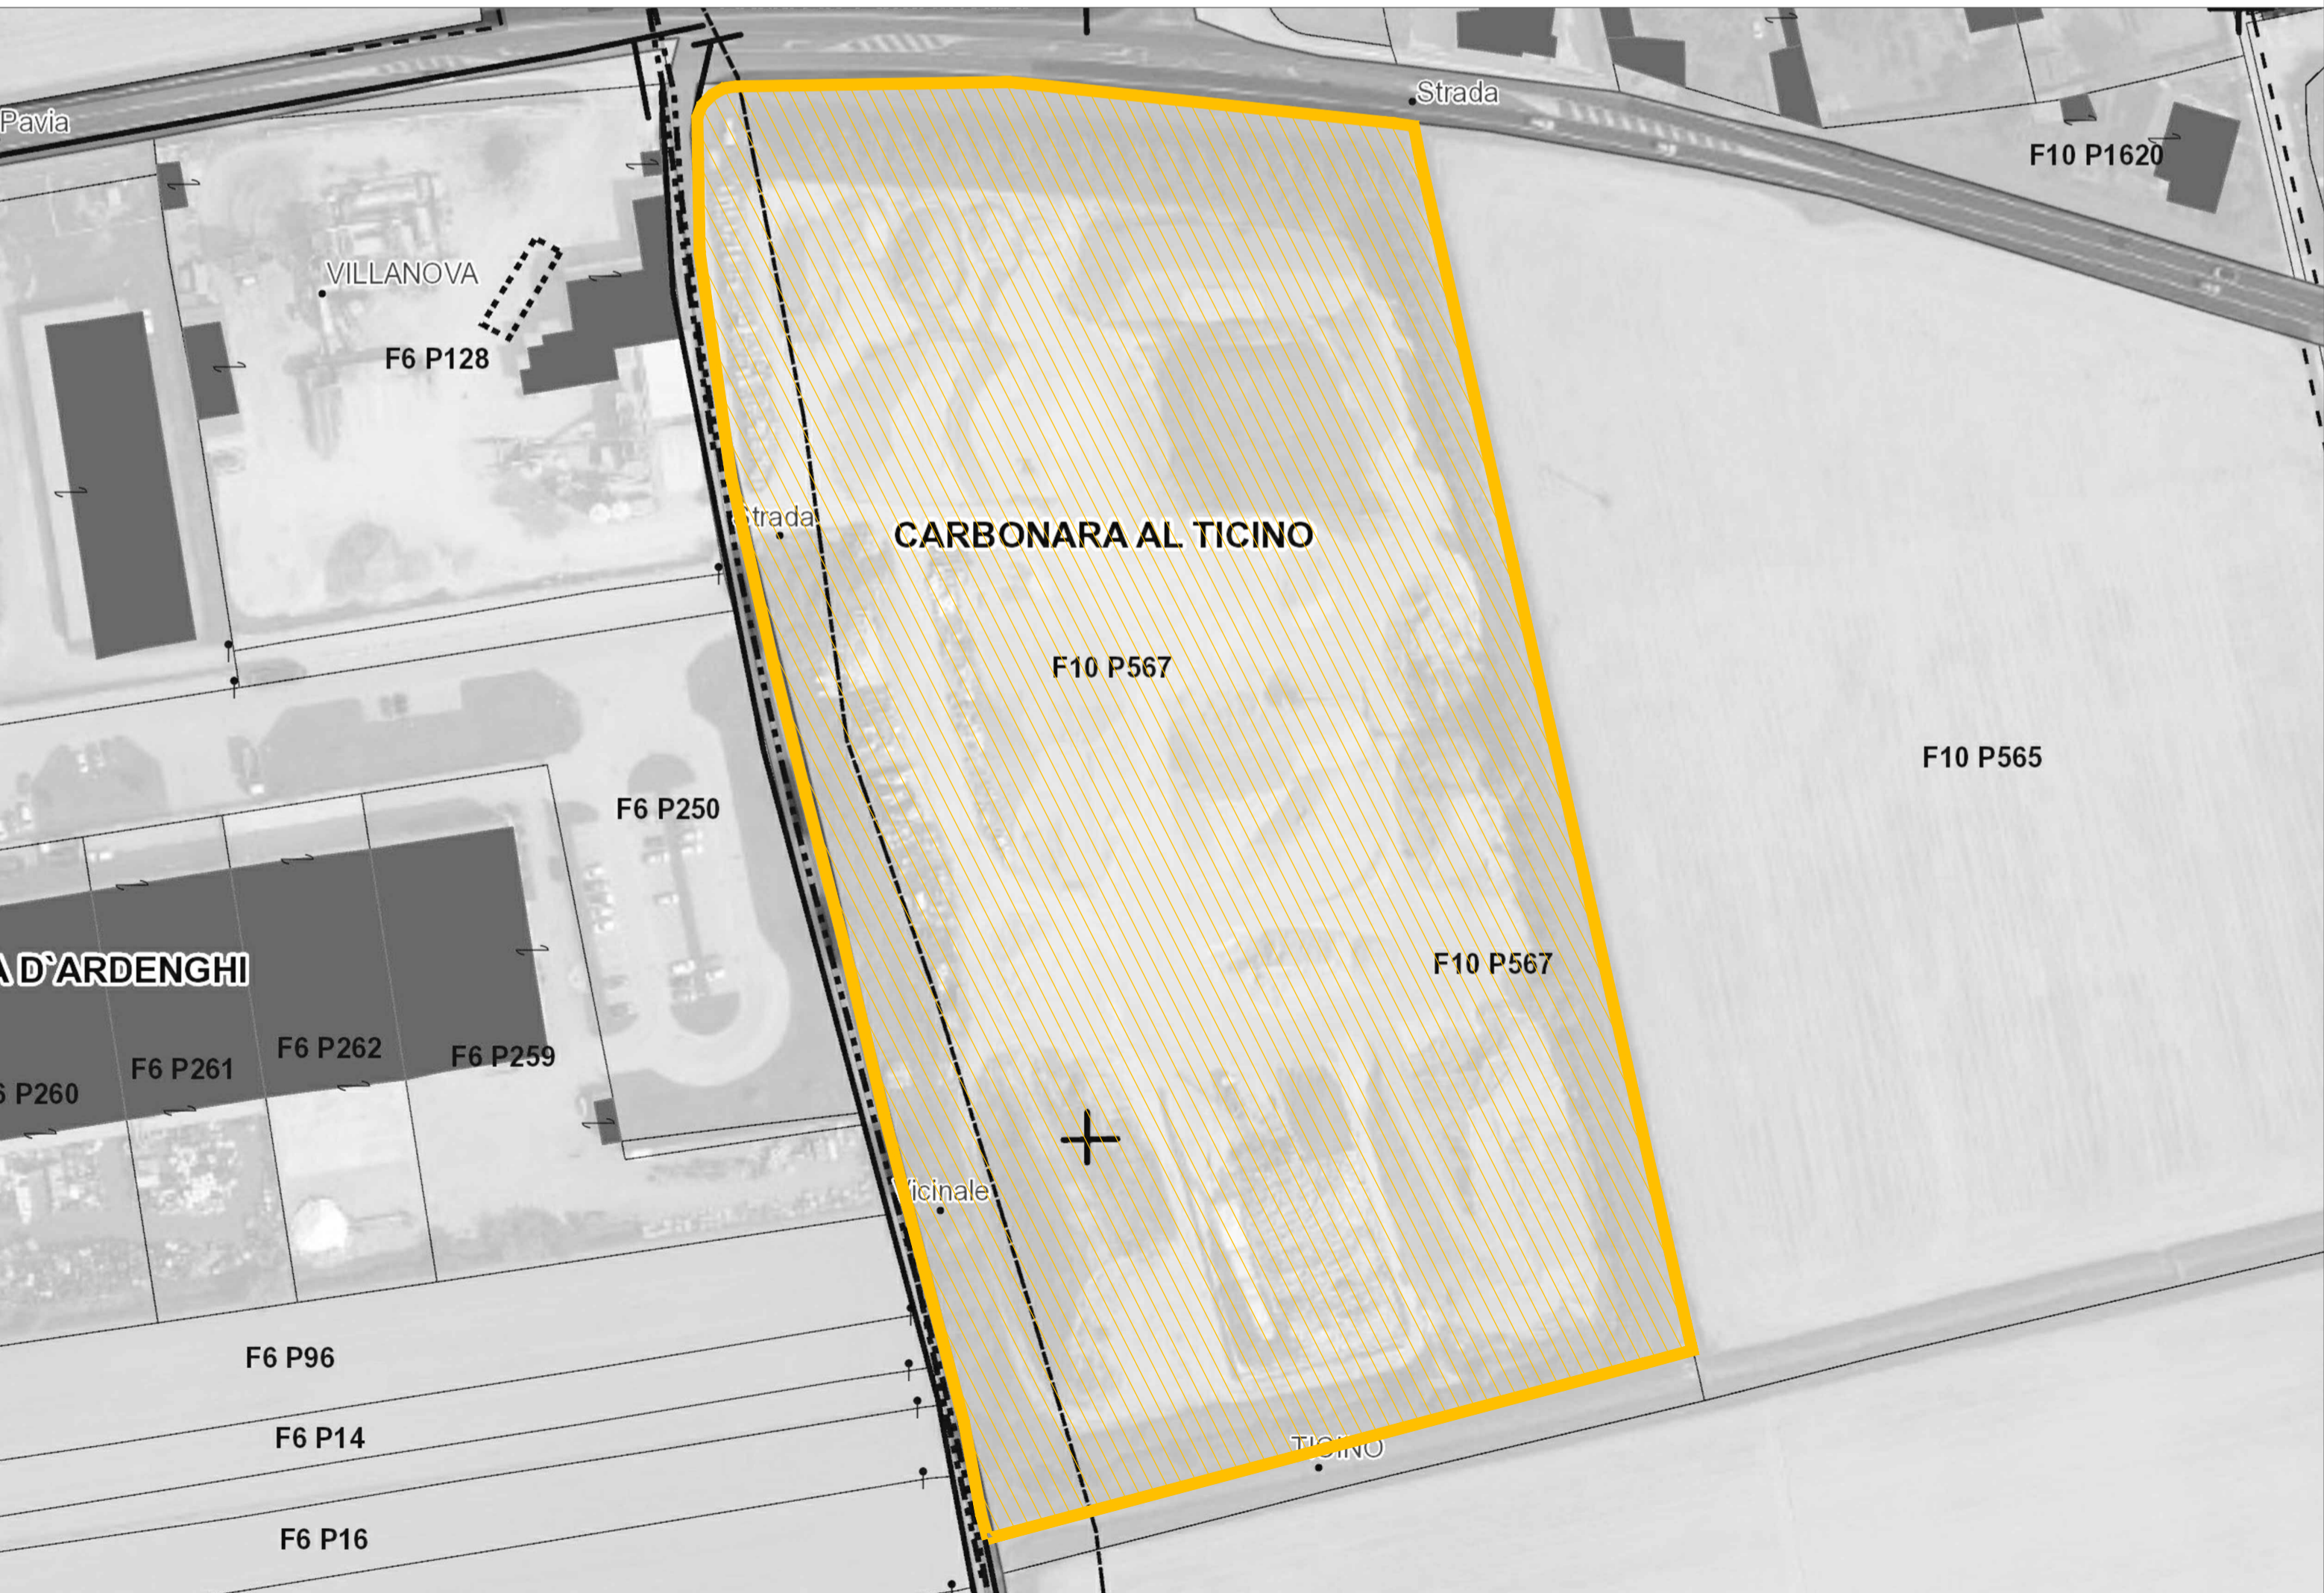 Strada
Pavia
F10 P1620
VILLANOVA
F6 P128
Strada
CARBONARA AL TICINO
F10 P567
F10 P565
F6 P250
F10 P567
A D`ARDENGHI
F6 P262
F6 P259
F6 P261
6 P260
Vicinale
F6 P96
F6 P14
TICINO
F6 P16